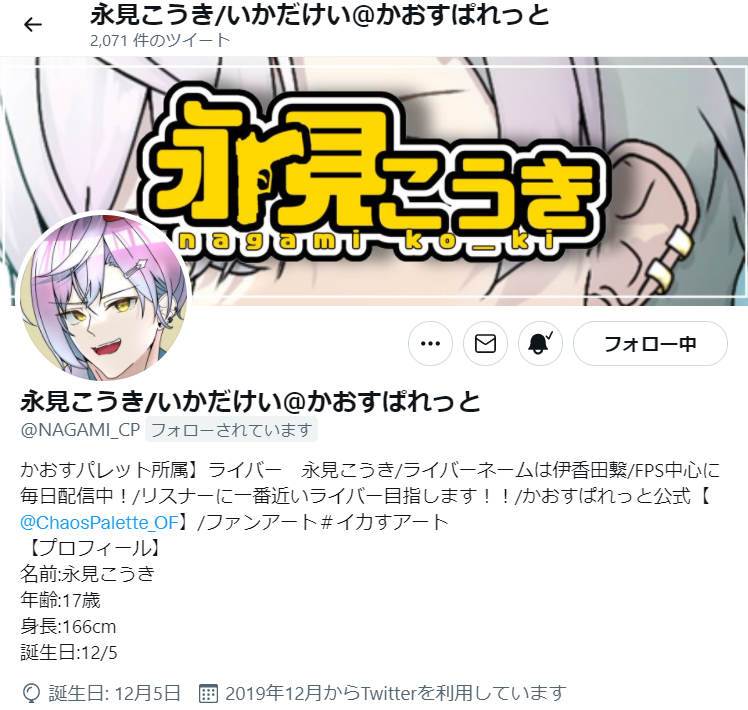 永見こうき/いかだけい@かおすぱれっと
2,071 件のツイート
永見こうき
nagami ko_ki
フォロー中
永見こうき/いかだけい@かおすぱれっと
@NAGAMI_CP フォローされています
かおすパレット所属】ライバー　永見こうき/ライバーネームは伊香田繋/FPS中心に
毎日配信中！/リスナーに一番近いライバー目指します！！/かおすぱれっと公式【
@ChaosPalette_OF】/ファンアート＃イカすアート
【プロフィール】
名前:永見こうき
年齢:17歳
身長:166cm
誕生日:12/5
誕生日: 12月5日 2019年12月からTwitterを利用しています